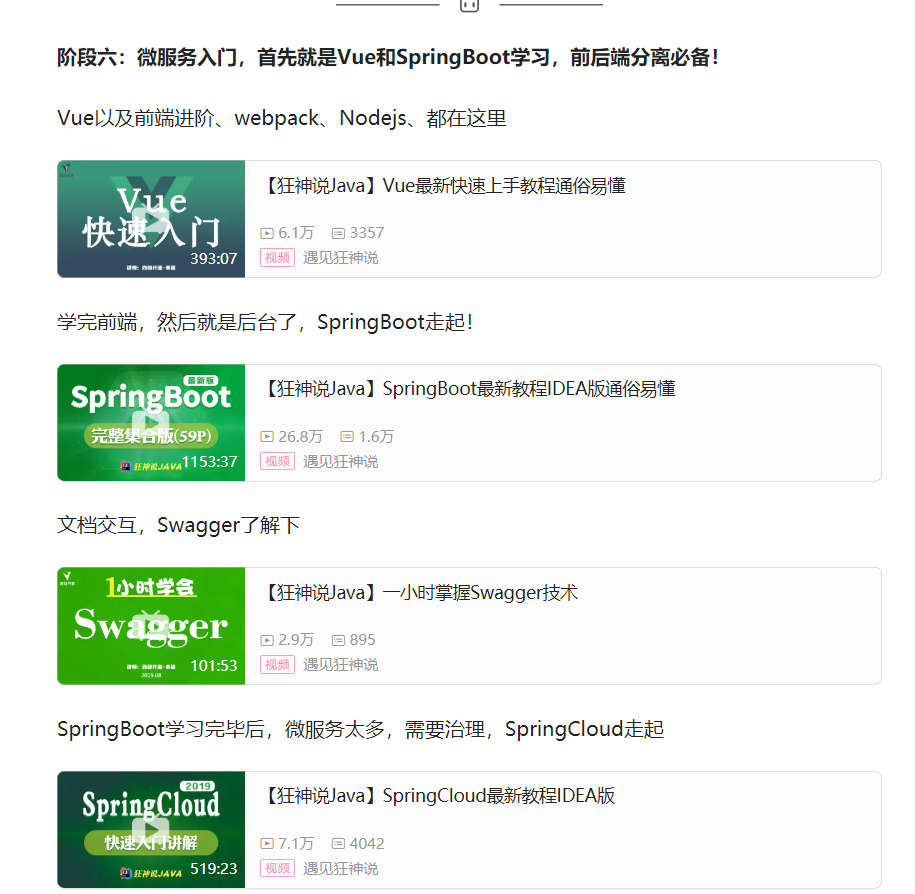 阶段六：微服务入门，首先就是Vue和SpringBoot学习，前后端分离必备！
Vue以及前端进阶、webpack、Nodejs、都在这里
Vue
快速入门
393:07
【狂神说Java】Vue最新快速上手教程通俗易懂
6.1万 3357
视频 遇见狂神说
学完前端，然后就是后台了，SpringBoot走起！
最新版
SpringBoot
完整集合版(59P)
狂神说JAVA
1153:37
【狂神说Java】SpringBoot最新教程IDEA版通俗易懂
26.8万 1.6万
视频 遇见狂神说
文档交互，Swagger了解下
1小时学会
Swagger
2019.08
101:53
【狂神说Java】一小时掌握Swagger技术
2.9万 895
视频 遇见狂神说
SpringBoot学习完毕后，微服务太多，需要治理，SpringCloud走起
2019
SpringCloud
快速入门讲解
狂神说JAVA
519:23
【狂神说Java】SpringCloud最新教程IDEA版
7.1万 4042
视频 遇见狂神说